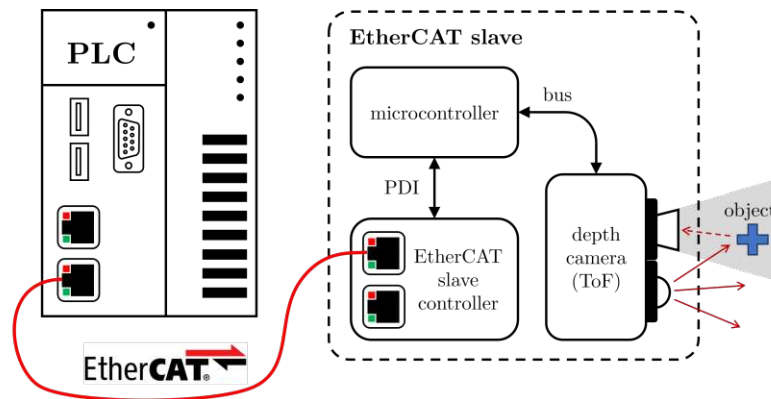 PLC
EtherCAT slave
microcontroller
bus
PDI
EtherCAT
slave
controller
depth
camera
(ToF)
object
EtherCAT®